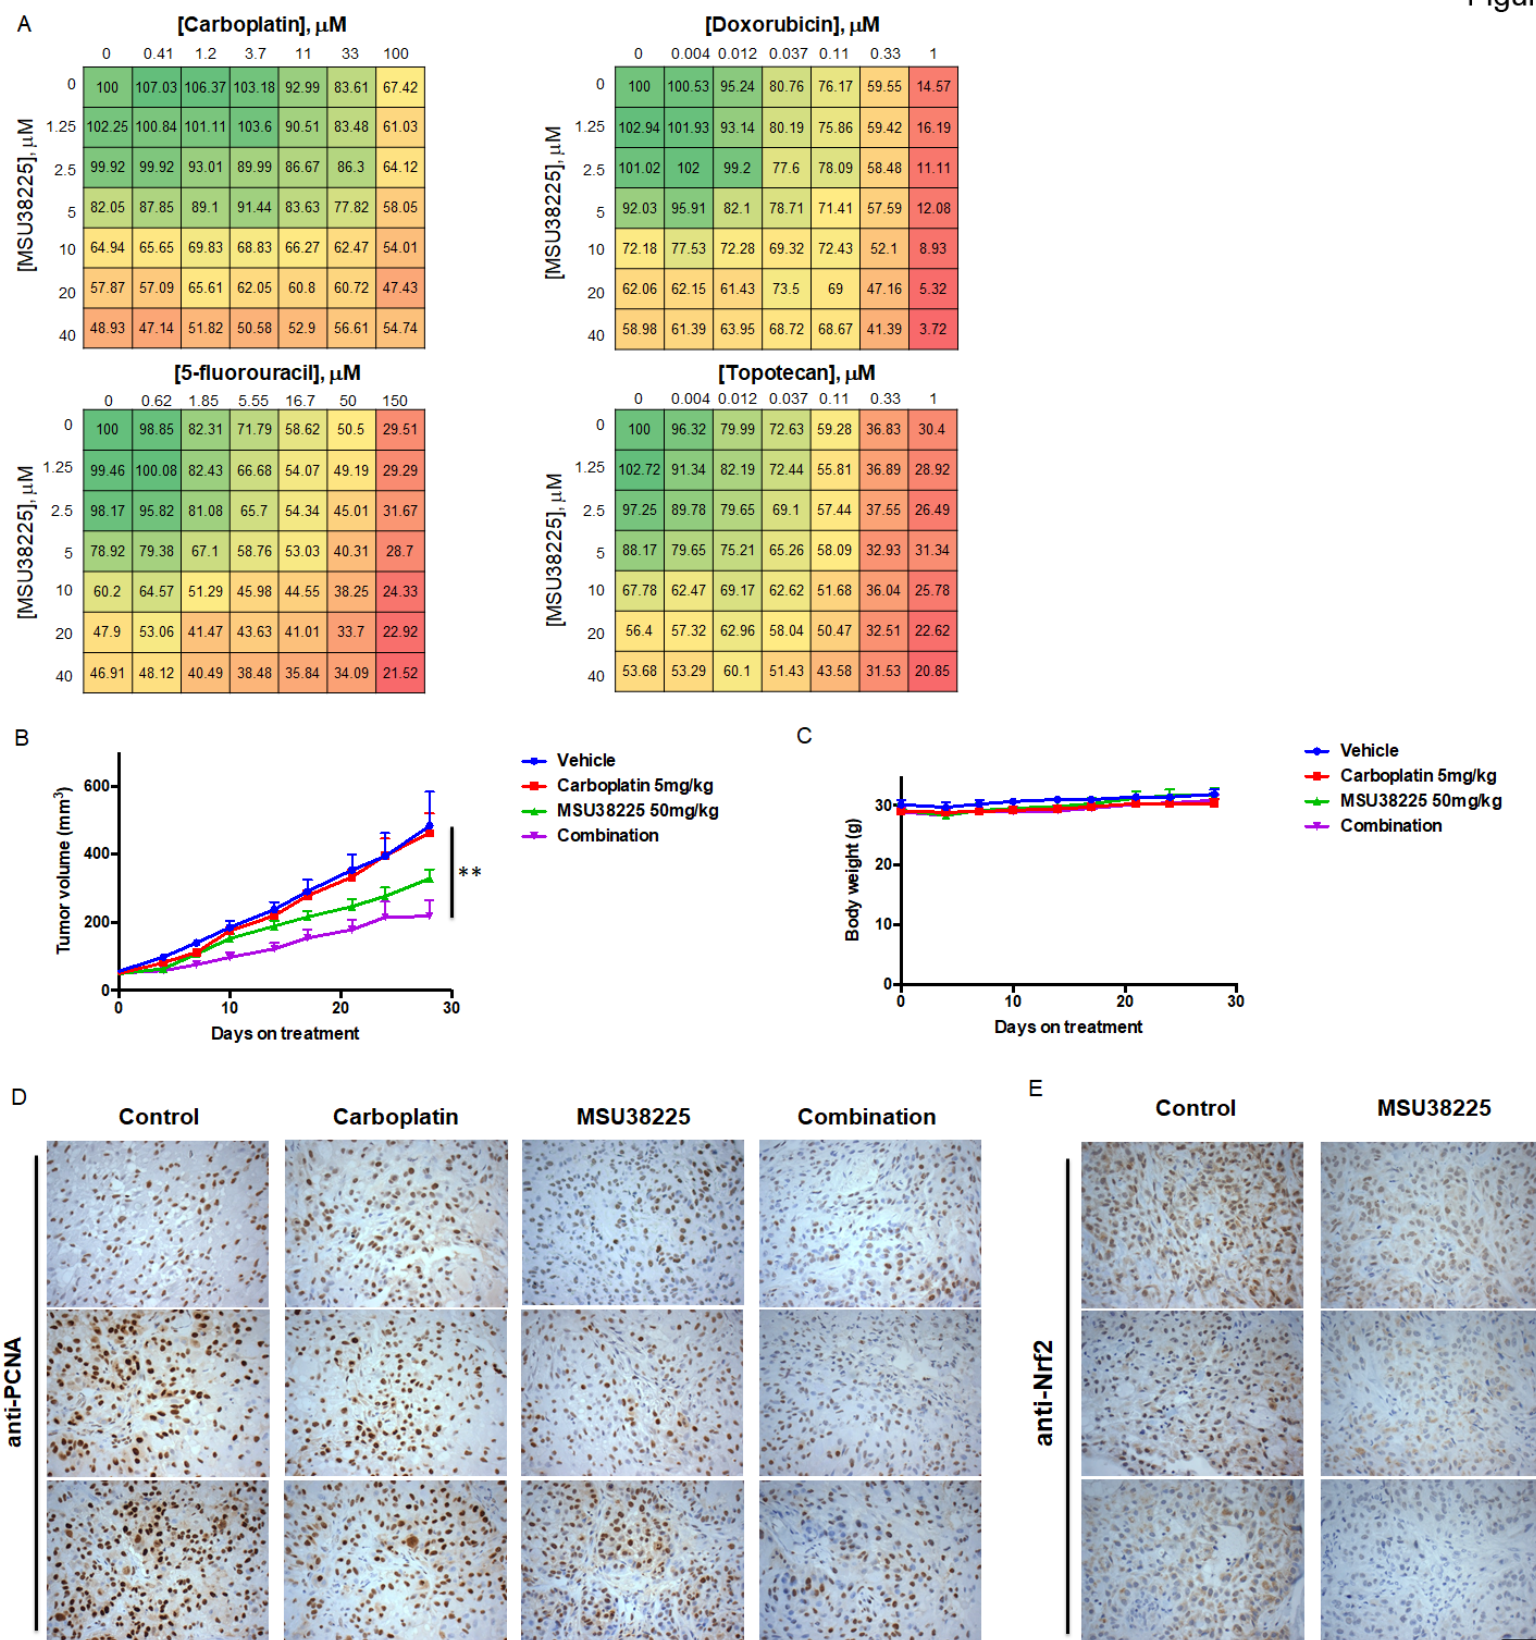 Figur
A
[Carboplatin], μM
0 0.41 1.2 3.7 11 33 100
[MSU38225], μM
0 100 107.03 106.37 103.18 92.99 83.61 67.42
1.25 102.25 100.84 101.11 103.6 90.51 83.48 61.03
2.5 99.92 99.92 93.01 89.99 86.67 86.3 64.12
5 82.05 87.85 89.1 91.44 83.63 77.82 58.05
10 64.94 65.65 69.83 68.83 66.27 62.47 54.01
20 57.87 57.09 65.61 62.05 60.8 60.72 47.43
40 48.93 47.14 51.82 50.58 52.9 56.61 54.74
[Doxorubicin], μM
0 0.004 0.012 0.037 0.11 0.33 1
[MSU38225], μM
0 100 100.53 95.24 80.76 76.17 59.55 14.57
1.25 102.94 101.93 93.14 80.19 75.86 59.42 16.19
2.5 101.02 102 99.2 77.6 78.09 58.48 11.11
5 92.03 95.91 82.1 78.71 71.41 57.59 12.08
10 72.18 77.53 72.28 69.32 72.43 52.1 8.93
20 62.06 62.15 61.43 73.5 69 47.16 5.32
40 58.98 61.39 63.95 68.72 68.67 41.39 3.72
[5-fluorouracil], μM
0 0.62 1.85 5.55 16.7 50 150
[MSU38225], μM
0 100 98.85 82.31 71.79 58.62 50.5 29.51
1.25 99.46 100.08 82.43 66.68 54.07 49.19 29.29
2.5 98.17 95.82 81.08 65.7 54.34 45.01 31.67
5 78.92 79.38 67.1 58.76 53.03 40.31 28.7
10 60.2 64.57 51.29 45.98 44.55 38.25 24.33
20 47.9 53.06 41.47 43.63 41.01 33.7 22.92
40 46.91 48.12 40.49 38.48 35.84 34.09 21.52
[Topotecan], μM
0 0.004 0.012 0.037 0.11 0.33 1
[MSU38225], μM
0 100 96.32 79.99 72.63 59.28 36.83 30.4
1.25 102.72 91.34 82.19 72.44 55.81 36.89 28.92
2.5 97.25 89.78 79.65 69.1 57.44 37.55 26.49
5 88.17 79.65 75.21 65.26 58.09 32.93 31.34
10 67.78 62.47 69.17 62.62 51.68 36.04 25.78
20 56.4 57.32 62.96 58.04 50.47 32.51 22.62
40 53.68 53.29 60.1 51.43 43.58 31.53 20.85
B
Tumor volume (mm³)
600
400
200
0
0 10 20 30
Days on treatment
Vehicle
Carboplatin 5mg/kg
MSU38225 50mg/kg
Combination
**
C
Body weight (g)
30
20
10
0
0 10 20 30
Days on treatment
Vehicle
Carboplatin 5mg/kg
MSU38225 50mg/kg
Combination
D
Control Carboplatin MSU38225 Combination
anti-PCNA
E
Control MSU38225
anti-Nrf2